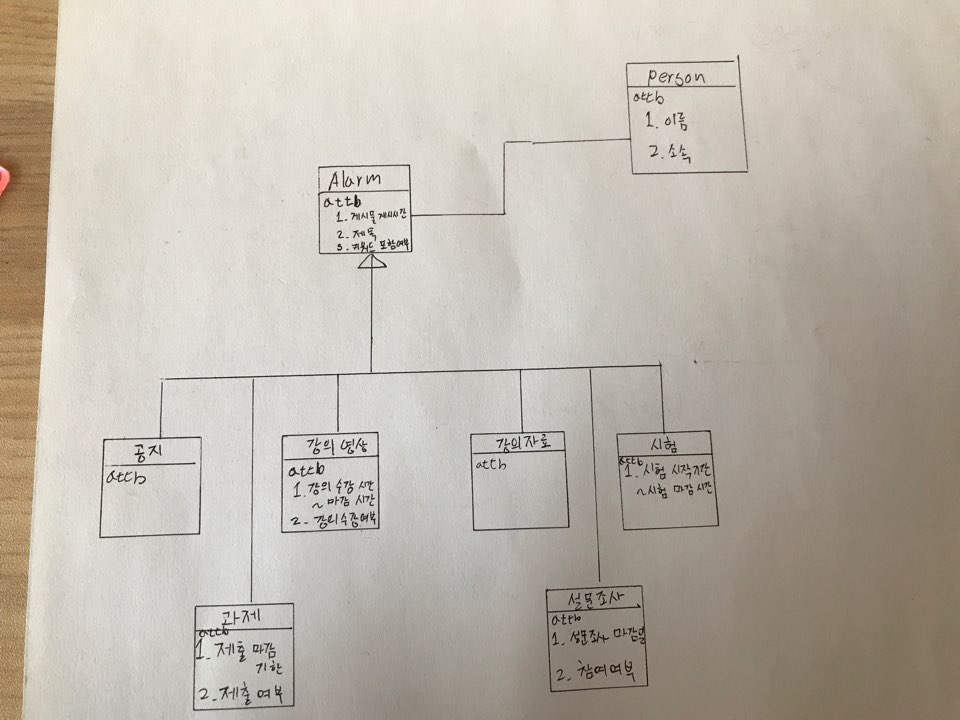 person
attb
1. 이름
2. 소속
Alarm
attb
1. 게시물 게시시간
2. 제목
3. 키워드 포함여부
공지
attb
강의 영상
attb
1. 강의 수강 시간
~ 마감 시간
2. 강의수강여부
강의자료
attb
시험
attb
1. 시험 시작시간
~시험 마감 시간
과제
attb
1. 제출 마감
기한
2. 제출여부
설문조사
attb
1. 설문조사 마감일
2. 참여여부